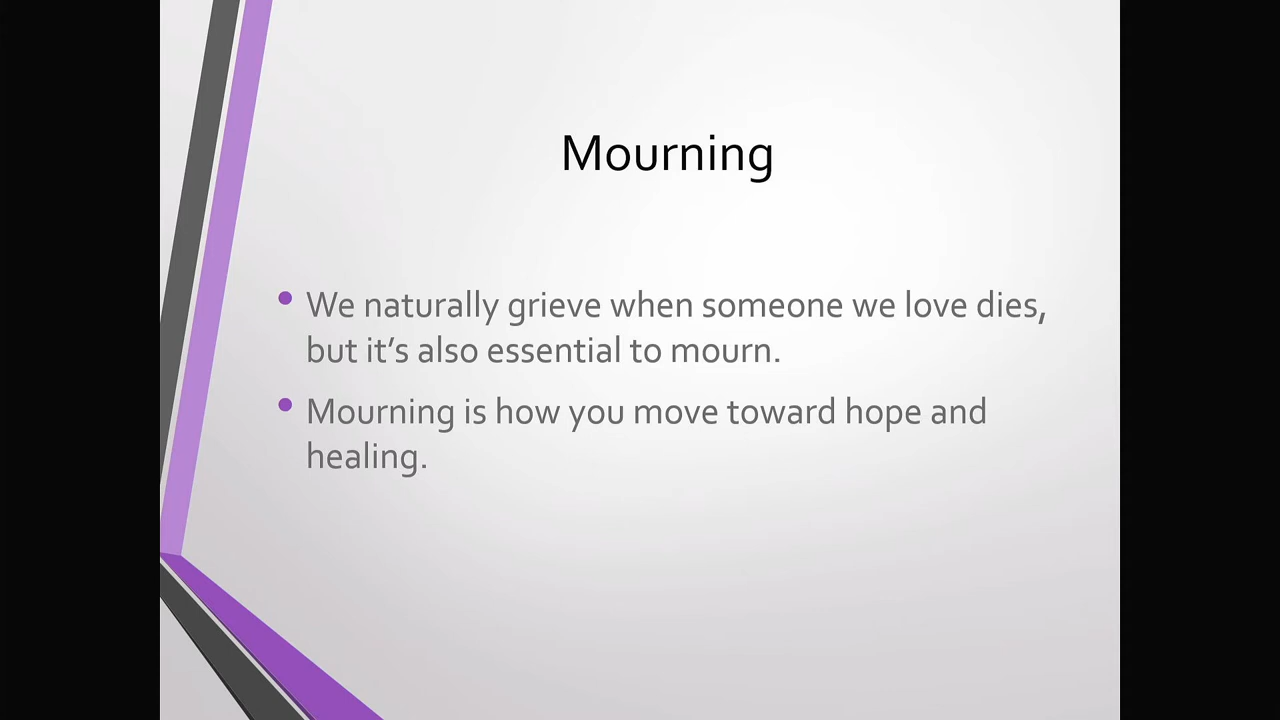 Mourning
• We naturally grieve when someone we love dies,
but it’s also essential to mourn.
• Mourning is how you move toward hope and
healing.